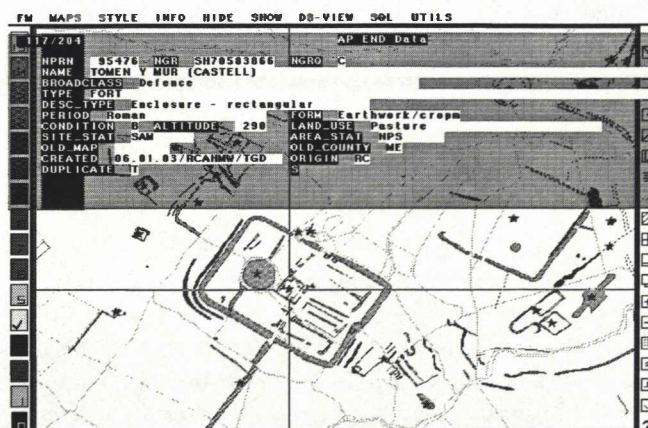 FM MAPS STYLE INFO HIDE SHOW DB-VIEW SQL UTILS
117/204 AP END Data
NPRN 95476 NGR SH70583866 NGRQ C
NAME TOMEN Y MUR (CASTELL)
BROADCLASS Defence
TYPE FORT
DESC_TYPE Enclosure - rectangular
PERIOD Roman FORM Earthwork/cropm
CONDITION B ALTITUDE 290 LAND_USE Pasture
SITE_STAT SAM AREA_STAT NPS
OLD_MAP OLD_COUNTY ME
CREATED 06.01.03/RCAHMW/TGD ORIGIN RC
DUPLICATE T S